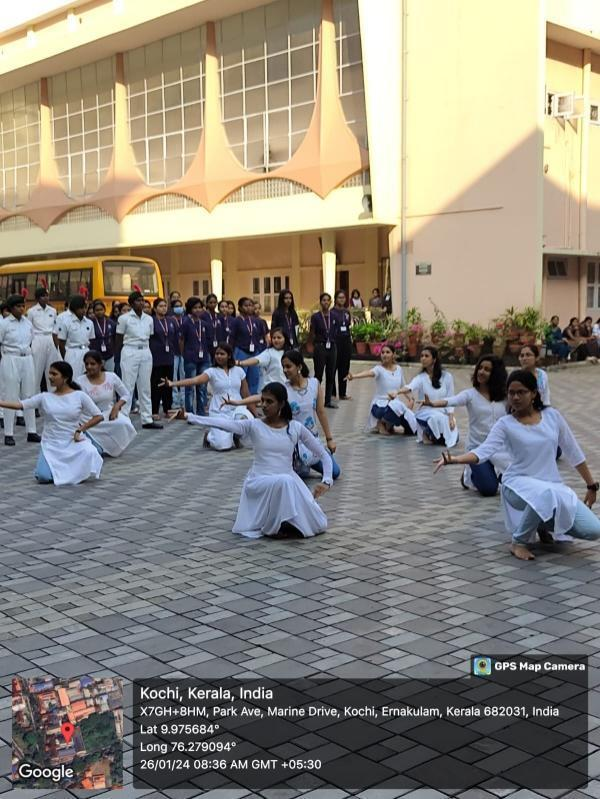 GPS Map Camera
Kochi, Kerala, India
X7GH+8HM, Park Ave, Marine Drive, Kochi, Ernakulam, Kerala 682031, India
Lat 9.975684°
Long 76.279094°
26/01/24 08:36 AM GMT +05:30
Google